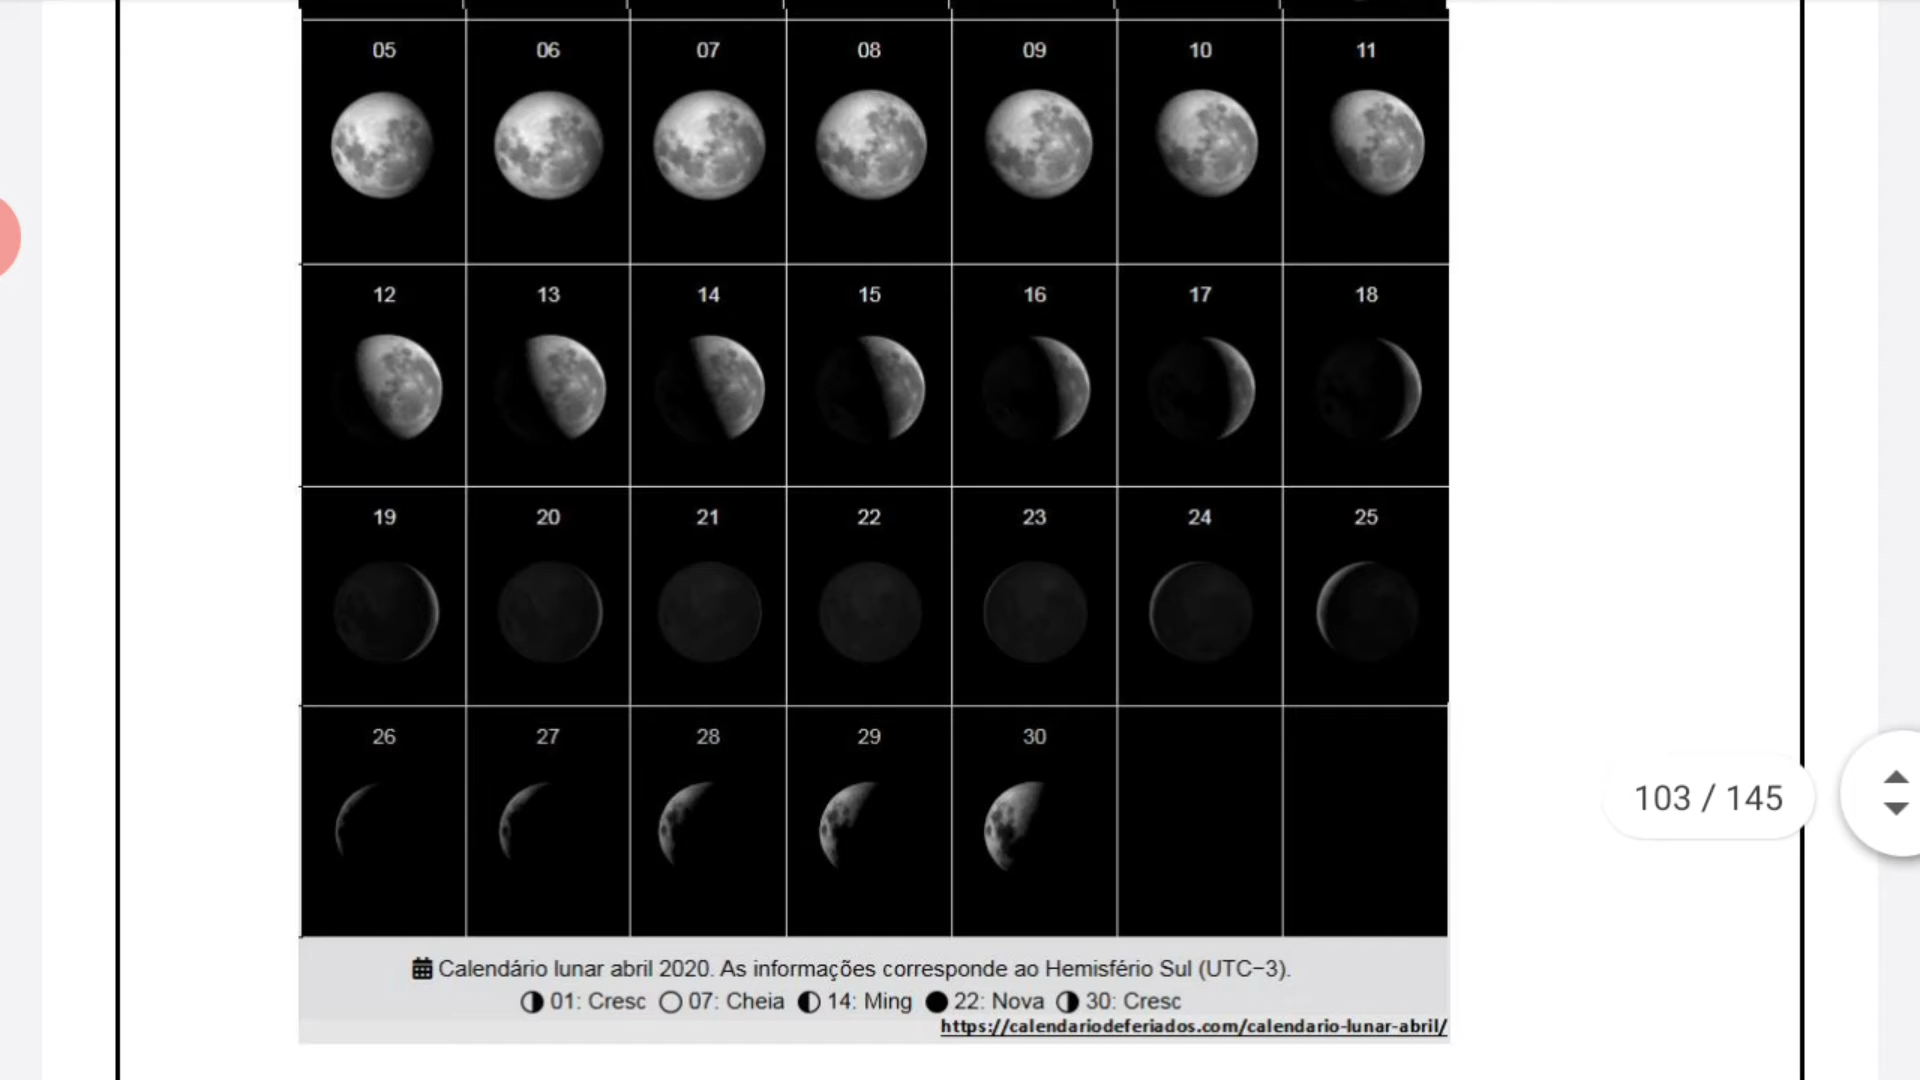 05 06 07 08 09 10 11
12 13 14 15 16 17 18
19 20 21 22 23 24 25
26 27 28 29 30
103 / 145
Calendário lunar abril 2020. As informações corresponde ao Hemisfério Sul (UTC−3).
01: Cresc 07: Cheia 14: Ming 22: Nova 30: Cresc
https://calendariodeferiados.com/calendario-lunar-abril/